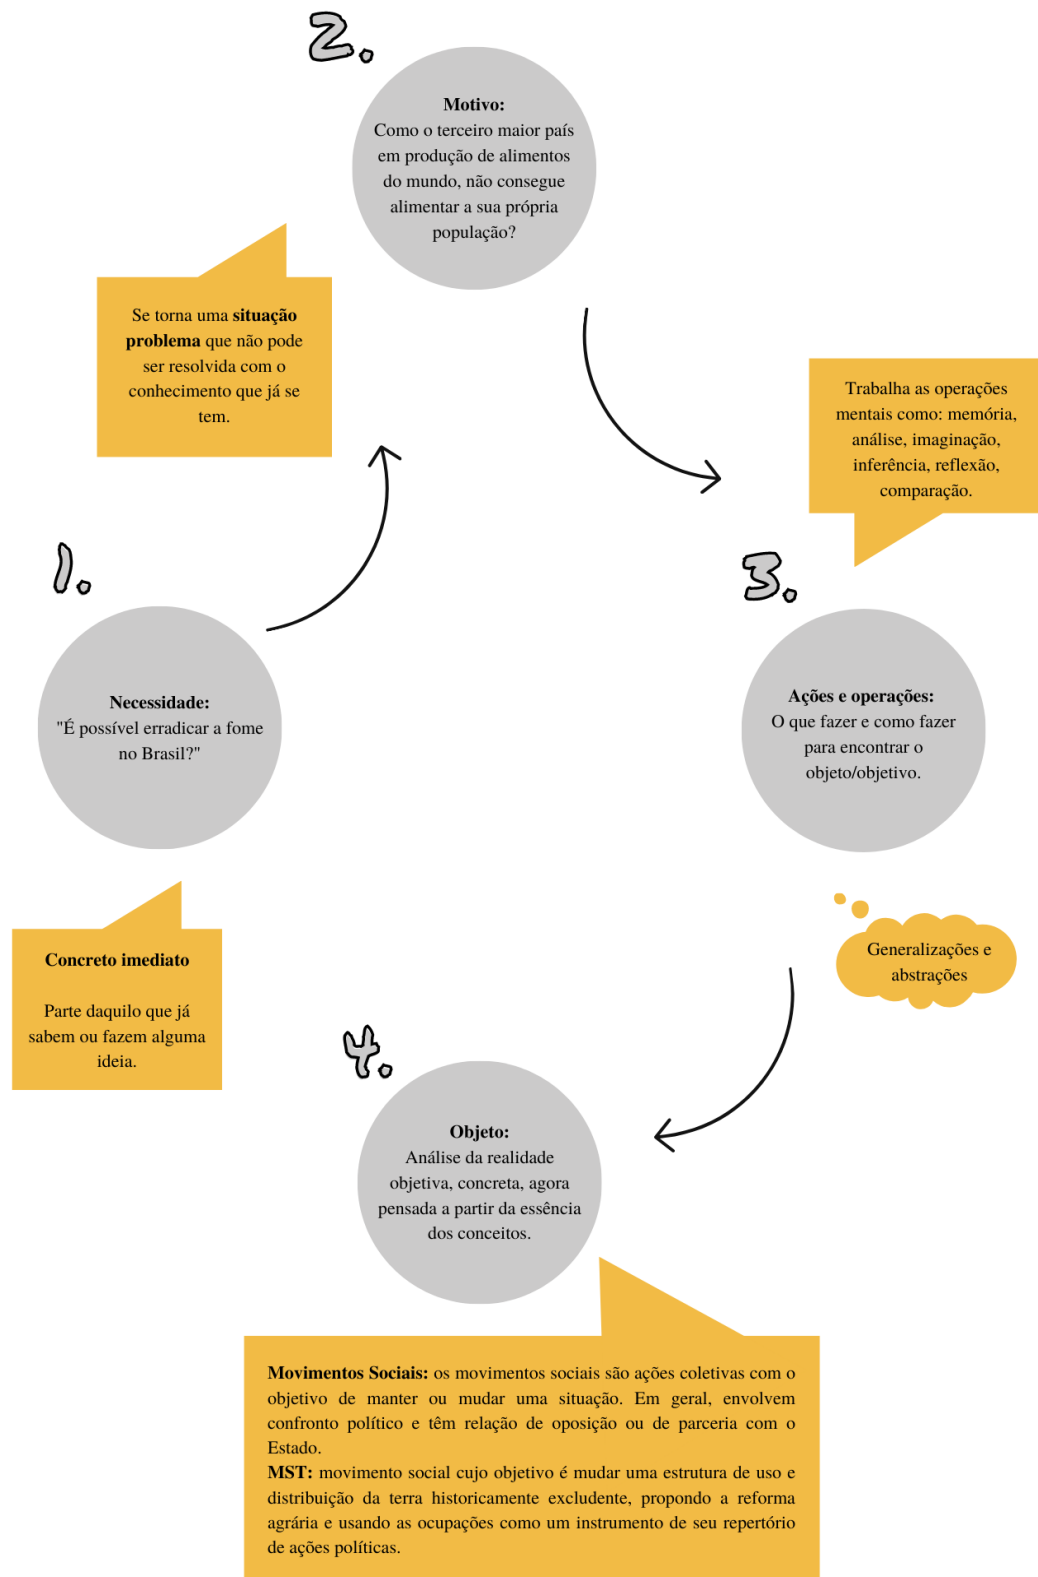 2.
Motivo:
Como o terceiro maior país
em produção de alimentos
do mundo, não consegue
alimentar a sua própria
população?
Se torna uma situação
problema que não pode
ser resolvida com o
conhecimento que já se
tem.
Trabalha as operações
mentais como: memória,
análise, imaginação,
inferência, reflexão,
comparação.
1.
Necessidade:
"É possível erradicar a fome
no Brasil?"
3.
Ações e operações:
O que fazer e como fazer
para encontrar o
objeto/objetivo.
Concreto imediato
Parte daquilo que já
sabem ou fazem alguma
ideia.
Generalizações e
abstrações
4.
Objeto:
Análise da realidade
objetiva, concreta, agora
pensada a partir da essência
dos conceitos.
Movimentos Sociais: os movimentos sociais são ações coletivas com o
objetivo de manter ou mudar uma situação. Em geral, envolvem
confronto político e têm relação de oposição ou de parceria com o
Estado.
MST: movimento social cujo objetivo é mudar uma estrutura de uso e
distribuição da terra historicamente excludente, propondo a reforma
agrária e usando as ocupações como um instrumento de seu repertório
de ações políticas.